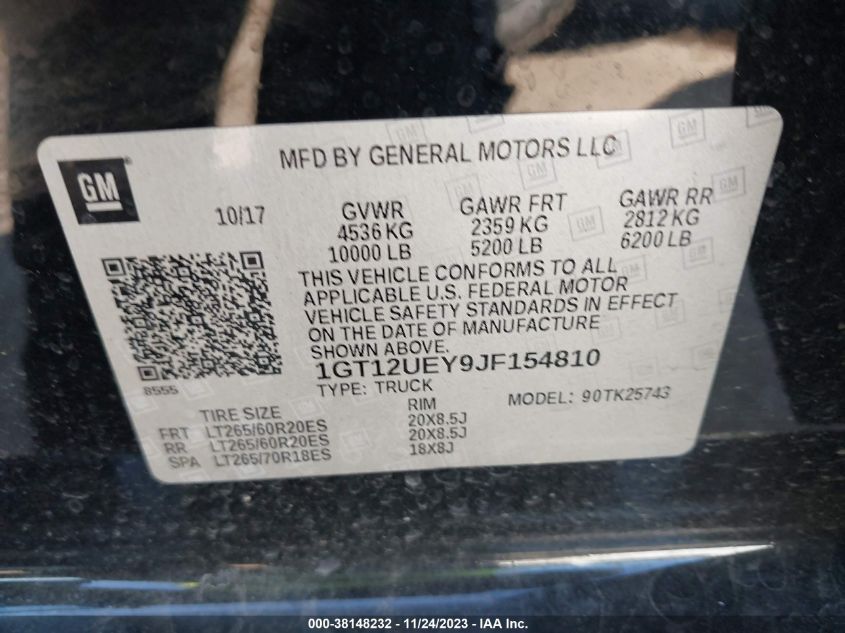 MFD BY GENERAL MOTORS LLC
GM
10/17
GVWR GAWR FRT GAWR RR
4536 KG 2359 KG 2812 KG
10000 LB 5200 LB 6200 LB
THIS VEHICLE CONFORMS TO ALL
APPLICABLE U.S. FEDERAL MOTOR
VEHICLE SAFETY STANDARDS IN EFFECT
ON THE DATE OF MANUFACTURE
SHOWN ABOVE.
1GT12UEY9JF154810
8555
TYPE: TRUCK
MODEL: 90TK25743
TIRE SIZE RIM
FRT LT265/60R20ES 20X8.5J
RR LT265/60R20ES 20X8.5J
SPA LT265/70R18ES 18X8J
000-38148232 - 11/24/2023 - IAA Inc.